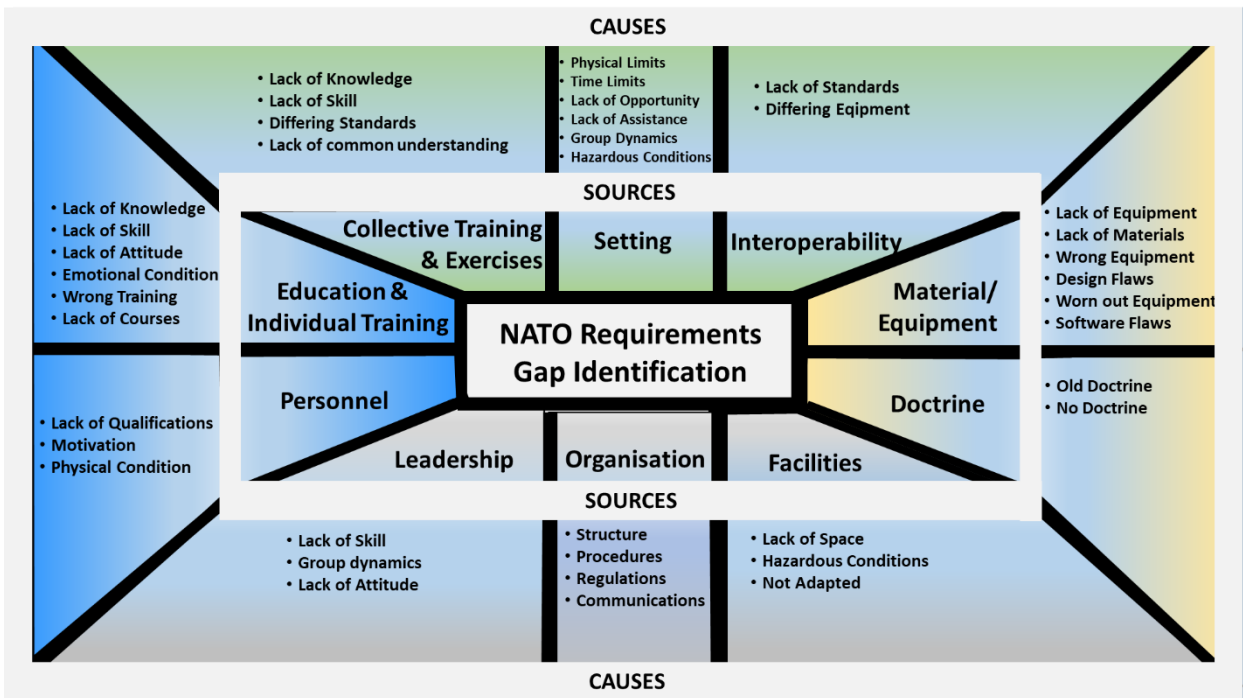 CAUSES
• Lack of Knowledge
• Lack of Skill
• Differing Standards
• Lack of common understanding
• Physical Limits
• Time Limits
• Lack of Opportunity
• Lack of Assistance
• Group Dynamics
• Hazardous Conditions
• Lack of Standards
• Differing Eqipment
SOURCES
• Lack of Knowledge
• Lack of Skill
• Lack of Attitude
• Emotional Condition
• Wrong Training
• Lack of Courses
Collective Training
& Exercises
Setting
Interoperability
Education &
Individual Training
Material/
Equipment
• Lack of Equipment
• Lack of Materials
• Wrong Equipment
• Design Flaws
• Worn out Equipment
• Software Flaws
NATO Requirements
Gap Identification
• Lack of Qualifications
• Motivation
• Physical Condition
Personnel
Doctrine
• Old Doctrine
• No Doctrine
Leadership
Organisation
Facilities
SOURCES
• Lack of Skill
• Group dynamics
• Lack of Attitude
• Structure
• Procedures
• Regulations
• Communications
• Lack of Space
• Hazardous Conditions
• Not Adapted
CAUSES